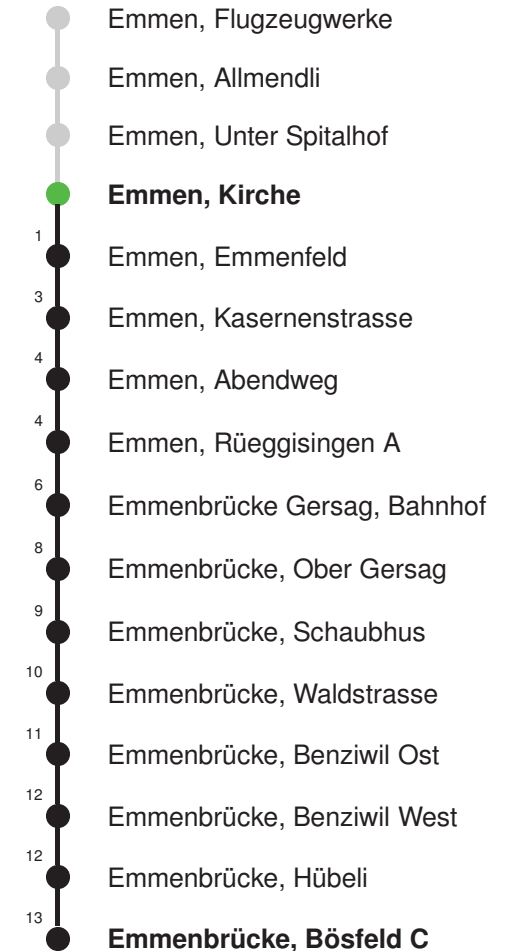 Emmen, Flugzeugwerke
Emmen, Allmendli
Emmen, Unter Spitalhof
Emmen, Kirche
1 Emmen, Emmenfeld
3 Emmen, Kasernenstrasse
4 Emmen, Abendweg
4 Emmen, Rüeggisingen A
6 Emmenbrücke Gersag, Bahnhof
8 Emmenbrücke, Ober Gersag
9 Emmenbrücke, Schaubhus
10 Emmenbrücke, Waldstrasse
11 Emmenbrücke, Benziwil Ost
12 Emmenbrücke, Benziwil West
12 Emmenbrücke, Hübeli
13 Emmenbrücke, Bösfeld C